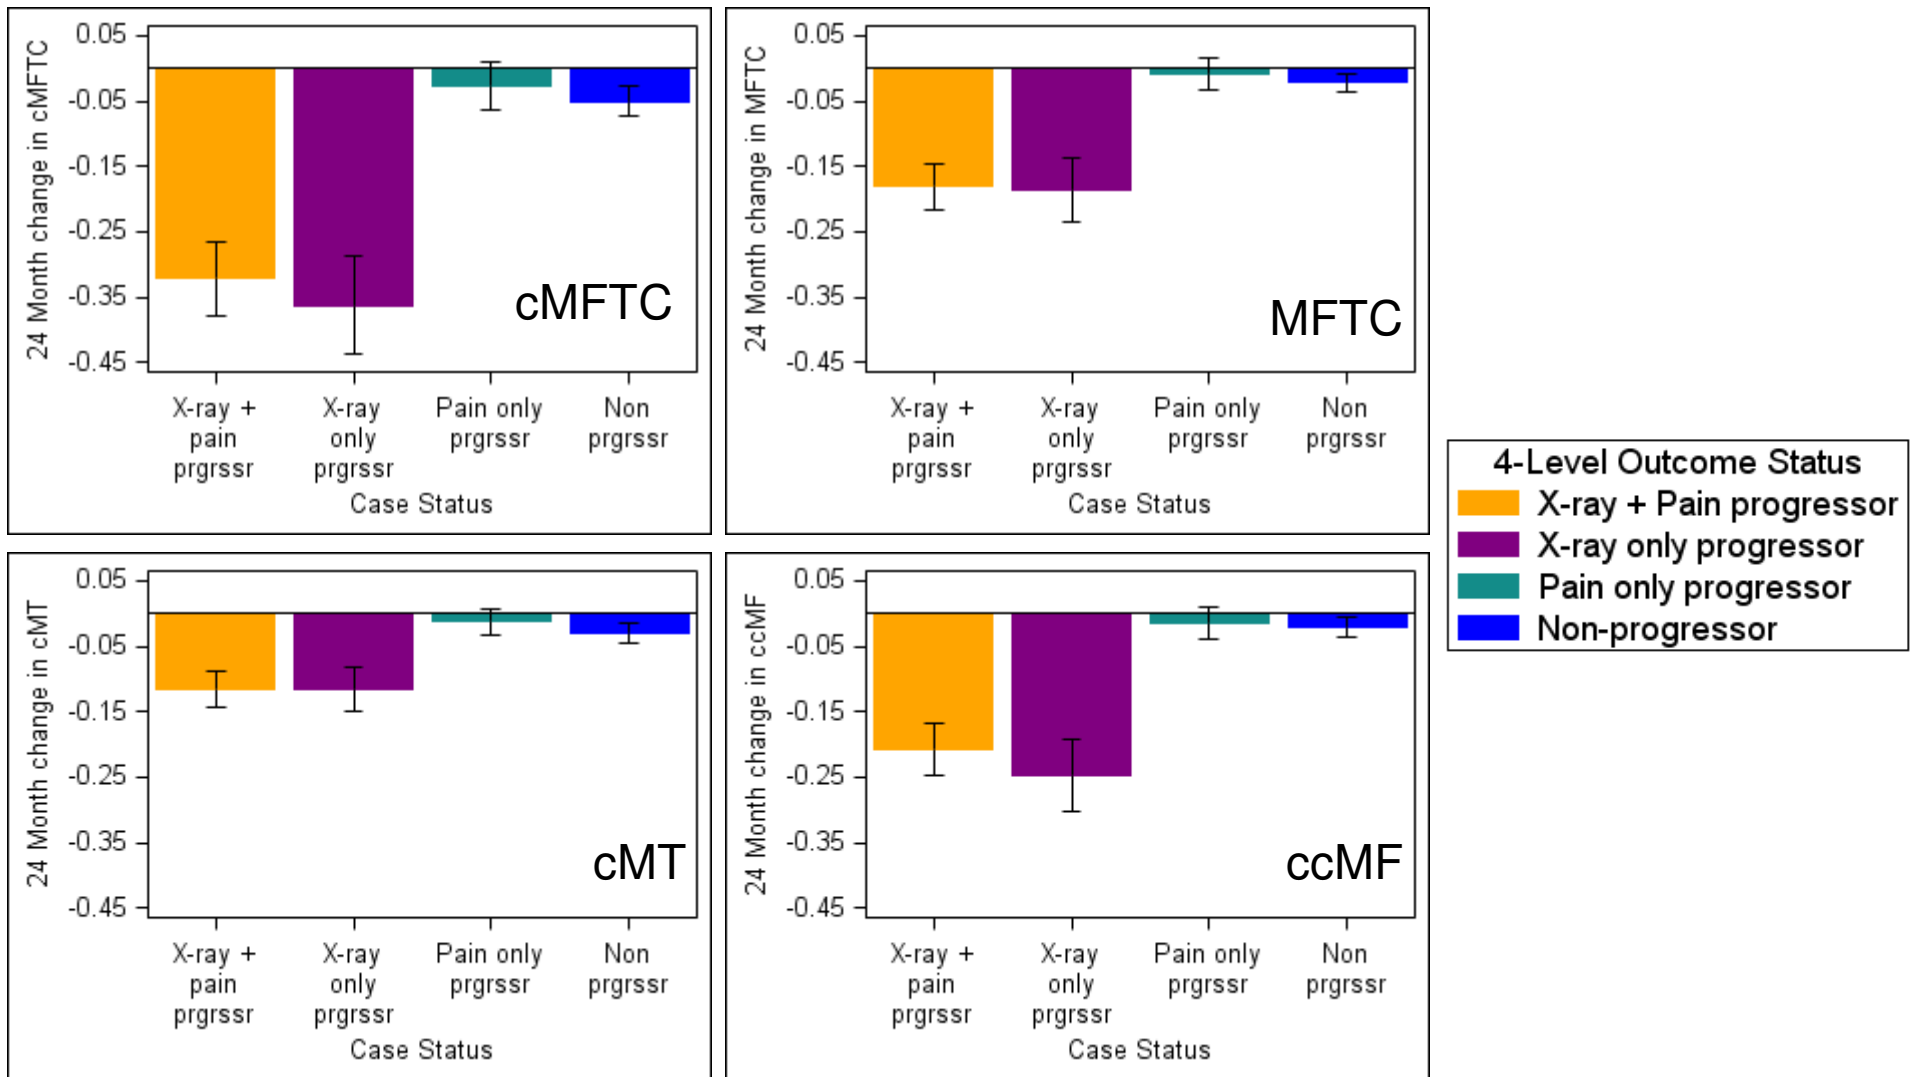 0.05
-0.05
-0.15
-0.25
-0.35
-0.45
24 Month change in cMFTC
cMFTC
X-ray +
pain
prgrssr
X-ray
only
prgrssr
Pain only
prgrssr
Non
prgrssr
Case Status
0.05
-0.05
-0.15
-0.25
-0.35
-0.45
24 Month change in MFTC
MFTC
X-ray +
pain
prgrssr
X-ray
only
prgrssr
Pain only
prgrssr
Non
prgrssr
Case Status
4-Level Outcome Status
X-ray + Pain progressor
X-ray only progressor
Pain only progressor
Non-progressor
0.05
-0.05
-0.15
-0.25
-0.35
-0.45
24 Month change in cMT
cMT
X-ray +
pain
prgrssr
X-ray
only
prgrssr
Pain only
prgrssr
Non
prgrssr
Case Status
0.05
-0.05
-0.15
-0.25
-0.35
-0.45
24 Month change in ccMF
ccMF
X-ray +
pain
prgrssr
X-ray
only
prgrssr
Pain only
prgrssr
Non
prgrssr
Case Status